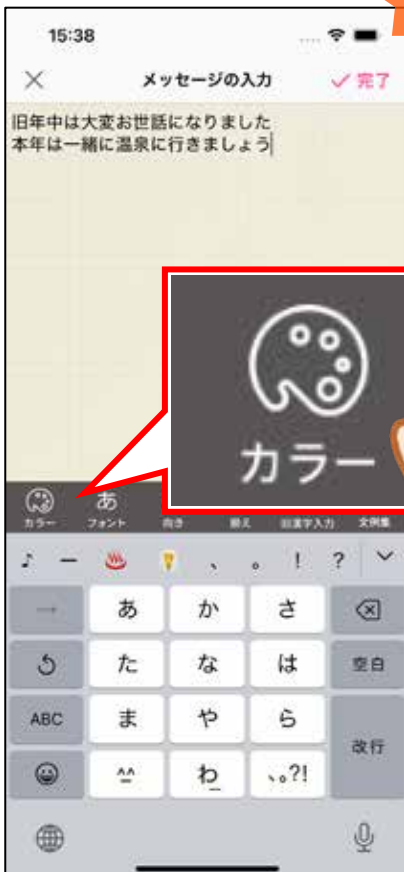 15:38
メッセージの入力
完了
旧年中は大変お世話になりました
本年は一緒に温泉に行きましょう
カラー
カラー
あ
フォント
向き
揃え
旧漢字入力
文例集
♪ ー ♨ 、 。 ! ?
→ あ か さ
た な は 空白
ABC ま や ら
改行
^^ わ 、。?!